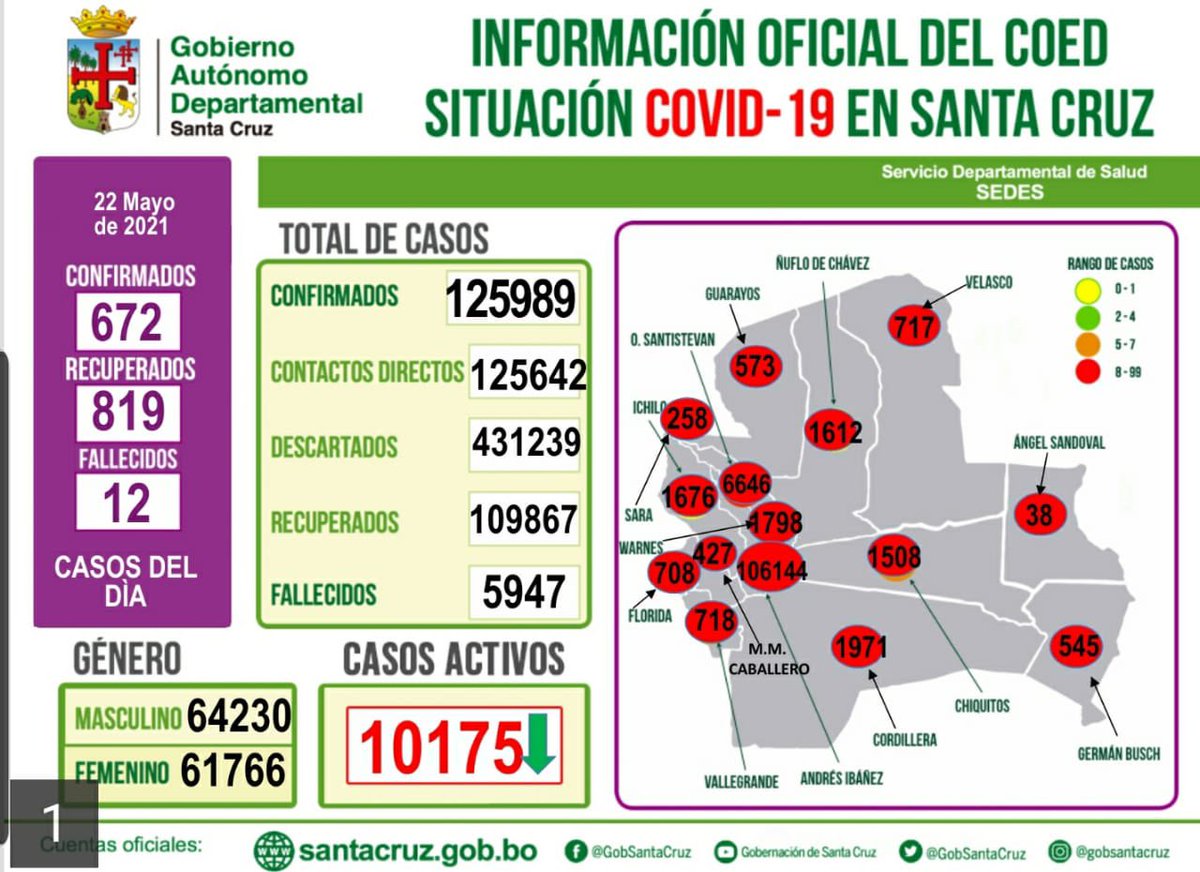 Gobierno
Autónomo
Departamental
Santa Cruz
INFORMACIÓN OFICIAL DEL COED
SITUACIÓN COVID-19 EN SANTA CRUZ
Servicio Departamental de Salud
SEDES
22 Mayo
de 2021
CONFIRMADOS
672
RECUPERADOS
819
FALLECIDOS
12
CASOS DEL
DÌA
TOTAL DE CASOS
CONFIRMADOS 125989
CONTACTOS DIRECTOS 125642
DESCARTADOS 431239
RECUPERADOS 109867
FALLECIDOS 5947
GÉNERO
MASCULINO 64230
FEMENINO 61766
CASOS ACTIVOS
10175
RANGO DE CASOS
0-1
2-4
5-7
8-99
ÑUFLO DE CHÁVEZ
1612
VELASCO
717
GUARAYOS
573
O. SANTISTEVAN
6646
ICHILO
1676
258
SARA
WARNES
1798
427
M.M.
CABALLERO
708
FLORIDA
106144
ANDRÉS IBÁÑEZ
718
VALLEGRANDE
1971
CORDILLERA
1508
CHIQUITOS
ÁNGEL SANDOVAL
38
545
GERMÁN BUSCH
1
Cuentas oficiales:
www
santacruz.gob.bo
@GobSantaCruz
Gobernación de Santa Cruz
@GobSantaCruz
@gobsantacruz